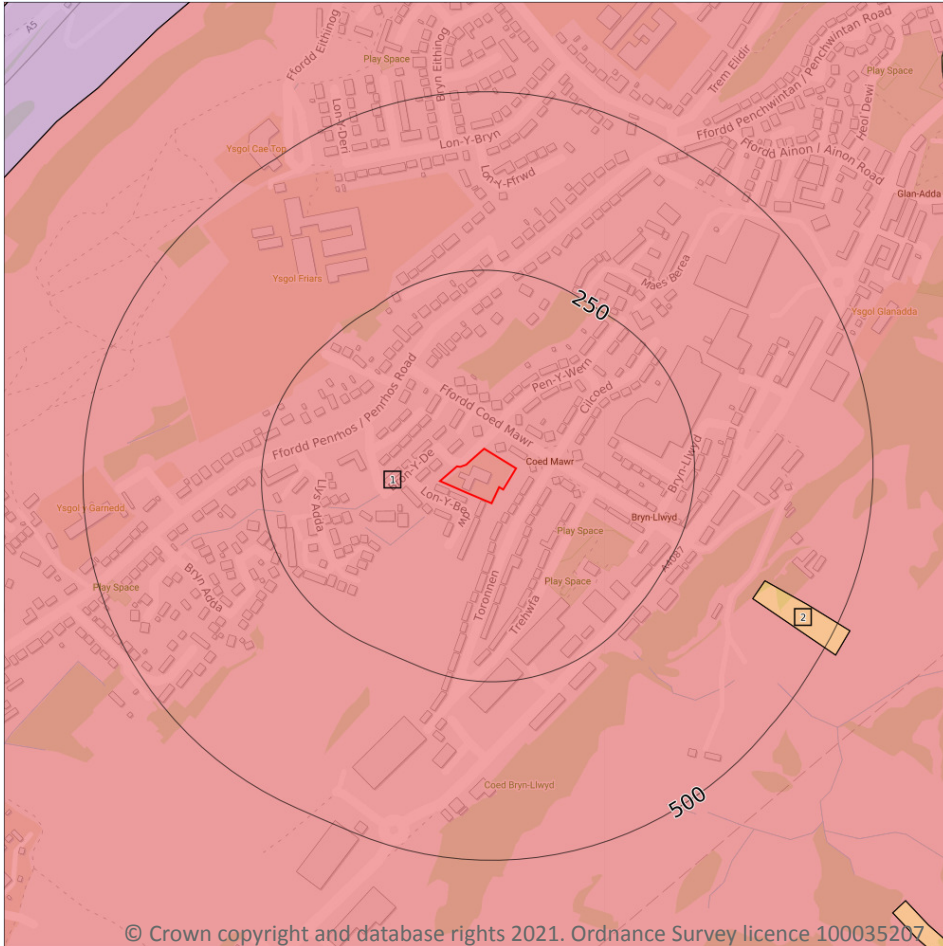 A5
Ffordd Eithinog
Bryn Eithinog
Play Space
Trem Elidir
Ffordd Penchwintan / Penchwintan Road
Play Space
Heol Dewi
Lon-Y-Deri
Lon-Y-Bryn
Ysgol Cae Top
Lon-Y-Ffrwd
Ffordd Ainon / Ainon Road
Glan-Adda
Ysgol Friars
Maes Berea
250
Ysgol Glanadda
Ffordd Penrhos / Penrhos Road
Ffordd Coed Mawr
Pen-Y-Wern
Cilcoed
Coed Mawr
Bryn-Llwyd
1
Lon-Y-De
Llys Adda
Ysgol y Garnedd
Bryn-Llwyd
Play Space
A4087
Play Space
Play Space
Bryn Adda
Toronnen
Trehwfa
2
Coed Bryn-Llwyd
500
© Crown copyright and database rights 2021. Ordnance Survey licence 100035207